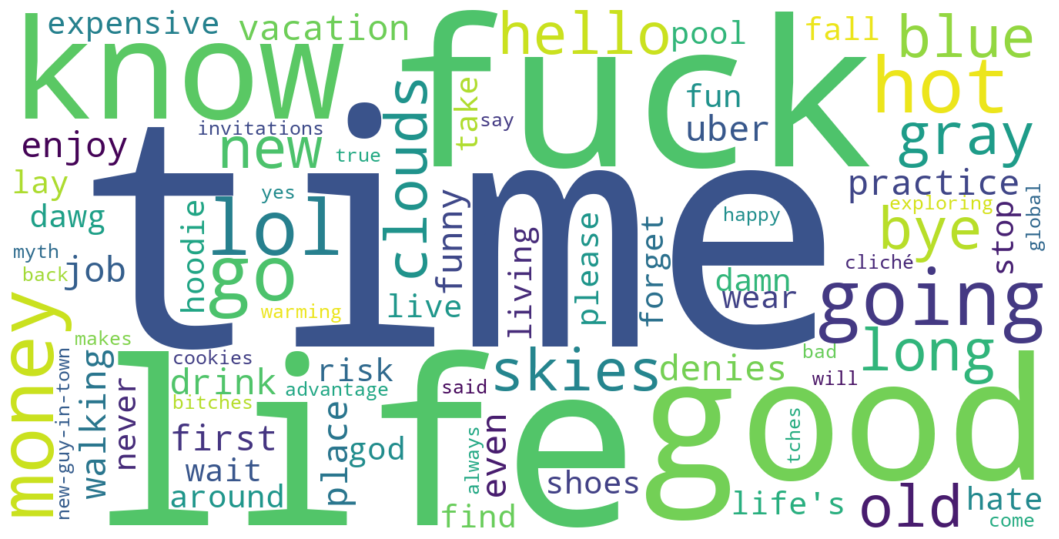 expensive
vacation
hello
pool
fall
blue
know
fuck
hot
fun
take
say
uber
gray
clouds
invitations
enjoy
new
true
time
lay
yes
practice
exploring
dawg
hoodie
lol
funny
please
happy
bye
stop
global
myth
back
job
go
living
forget
damn
cliché
wear
live
warming
going
money
makes
long
new-guy-in-town
walking
never
cookies
drink
bitches
advantage
risk
said
skies
denies
bad
will
life
good
first
wait
around
place
god
always
even
shoes
find
tches
life's
old
hate
come